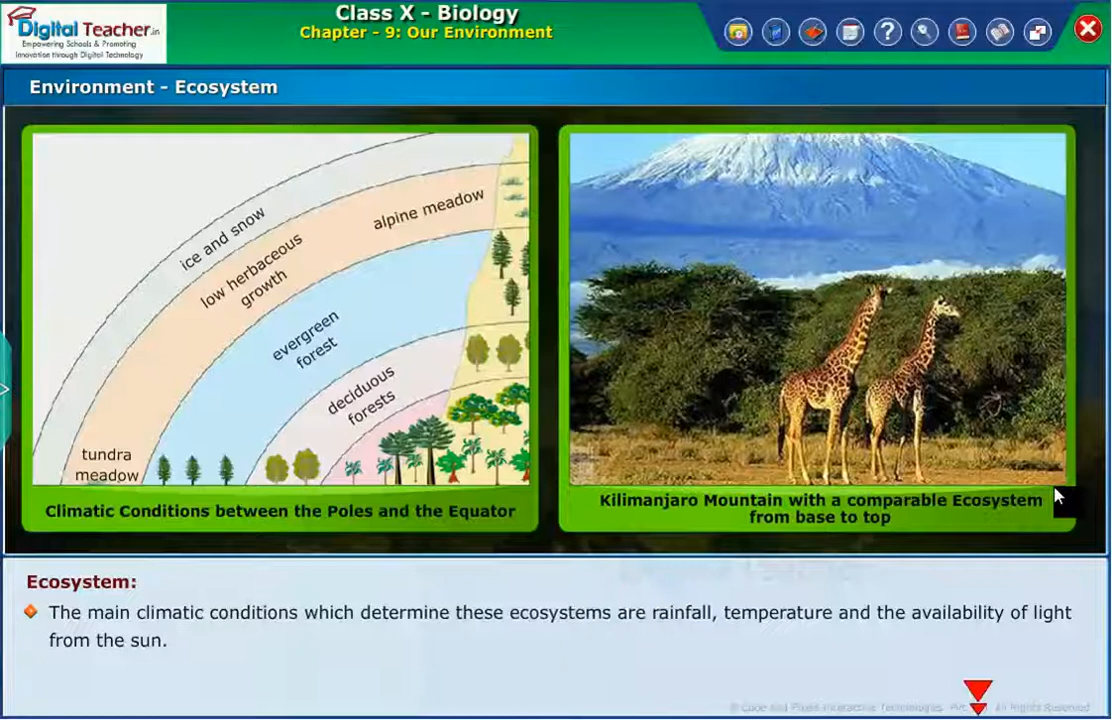 Digital Teacher.in
Empowering Schools & Promoting
Innovation through Digital Technology
Class X - Biology
Chapter - 9: Our Environment
?
Environment - Ecosystem
ice and snow
alpine meadow
low herbaceous
growth
evergreen
forest
deciduous
forests
tundra
meadow
Climatic Conditions between the Poles and the Equator
Kilimanjaro Mountain with a comparable Ecosystem
from base to top
Ecosystem:
The main climatic conditions which determine these ecosystems are rainfall, temperature and the availability of light
from the sun.
All Rights Reserved